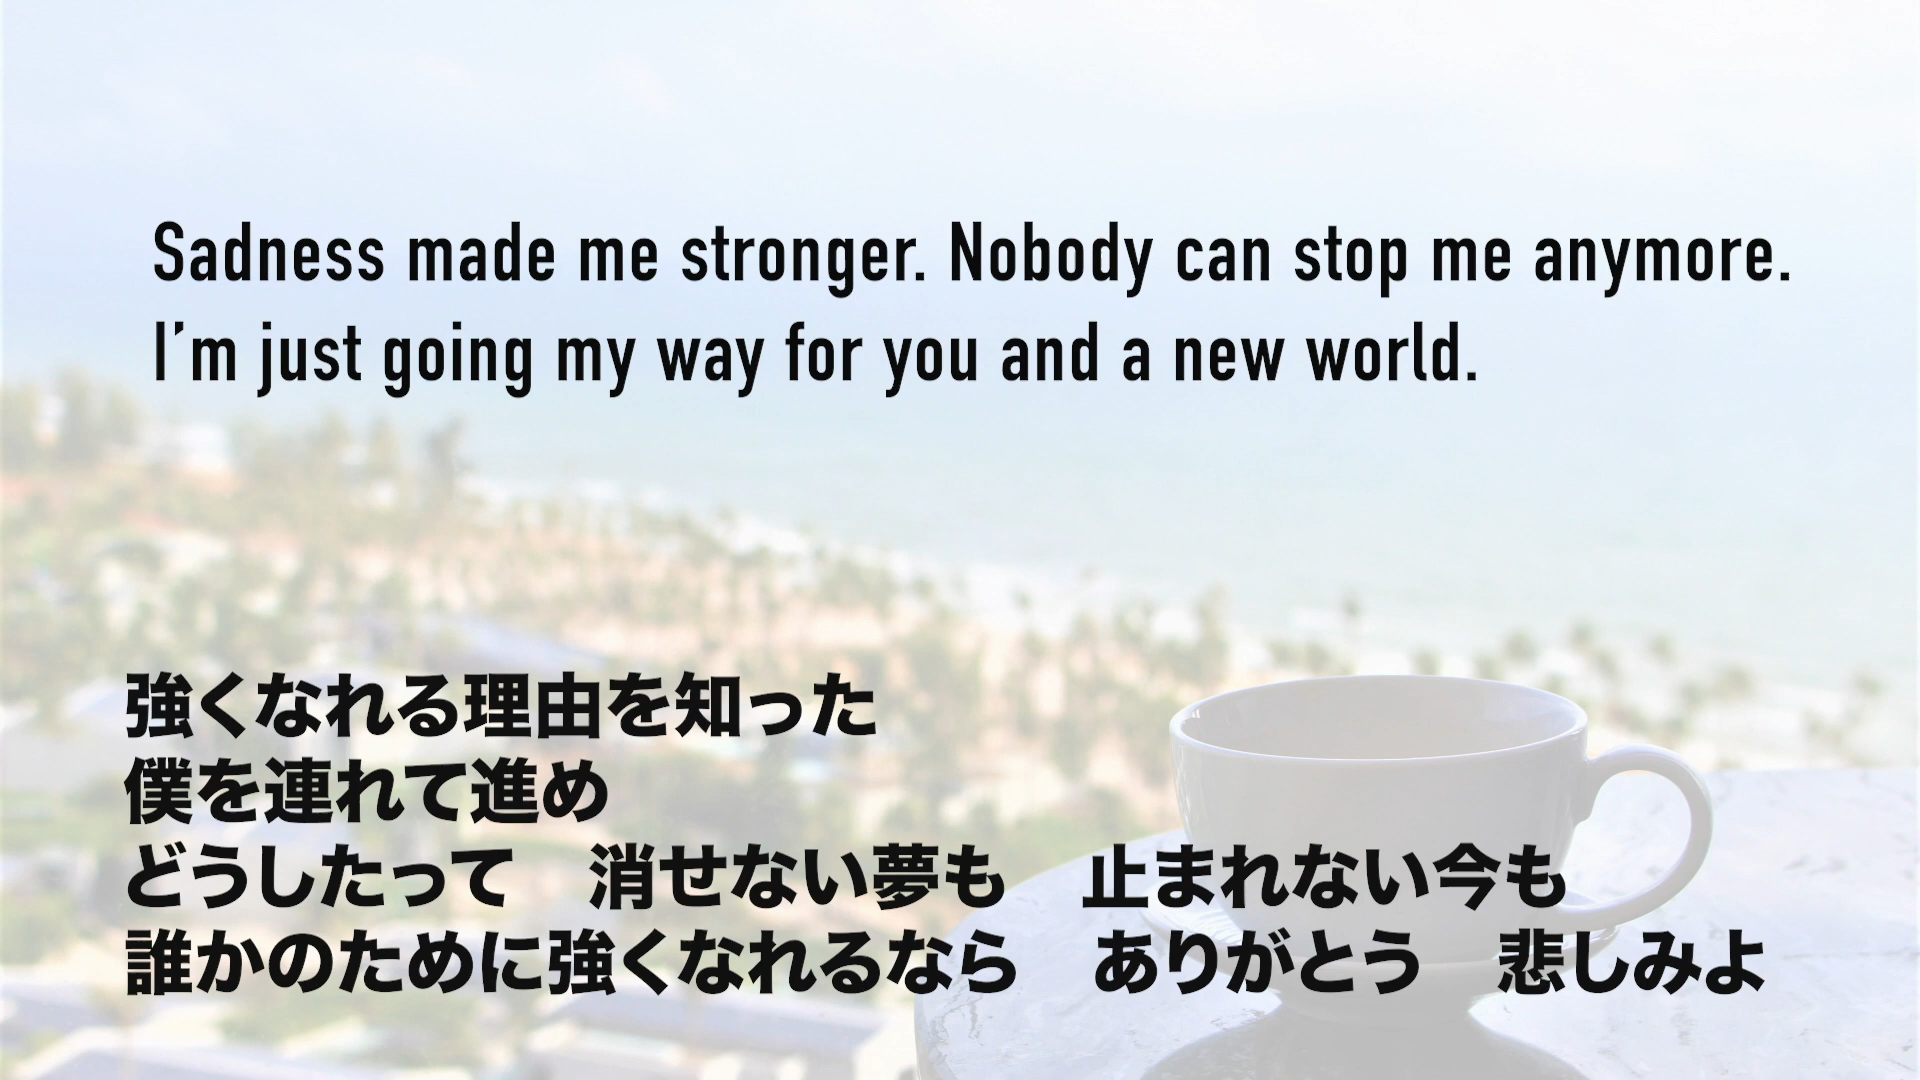 Sadness made me stronger. Nobody can stop me anymore.
I'm just going my way for you and a new world.
強くなれる理由を知った
僕を連れて進め
どうしたって　消せない夢も　止まれない今も
誰かのために強くなれるなら　ありがとう　悲しみよ